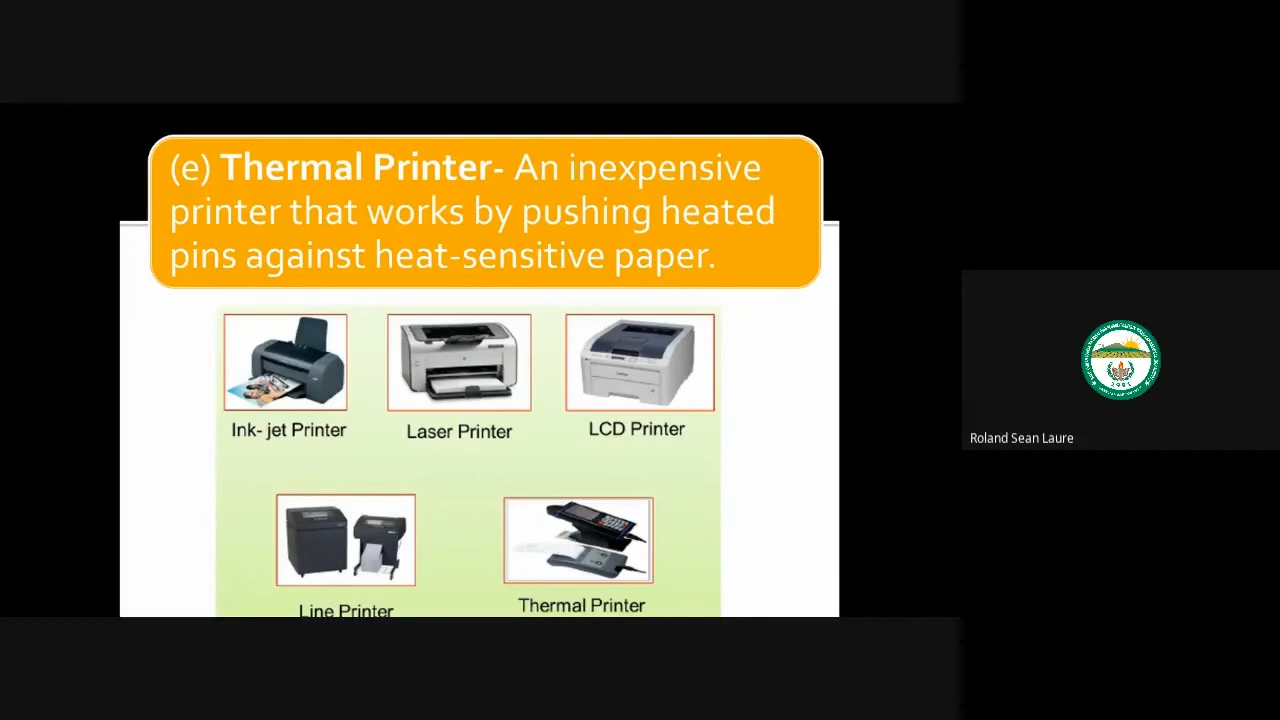 (e) Thermal Printer- An inexpensive
printer that works by pushing heated
pins against heat-sensitive paper.
Ink- jet Printer
Laser Printer
LCD Printer
Line Printer
Thermal Printer
Roland Sean Laure